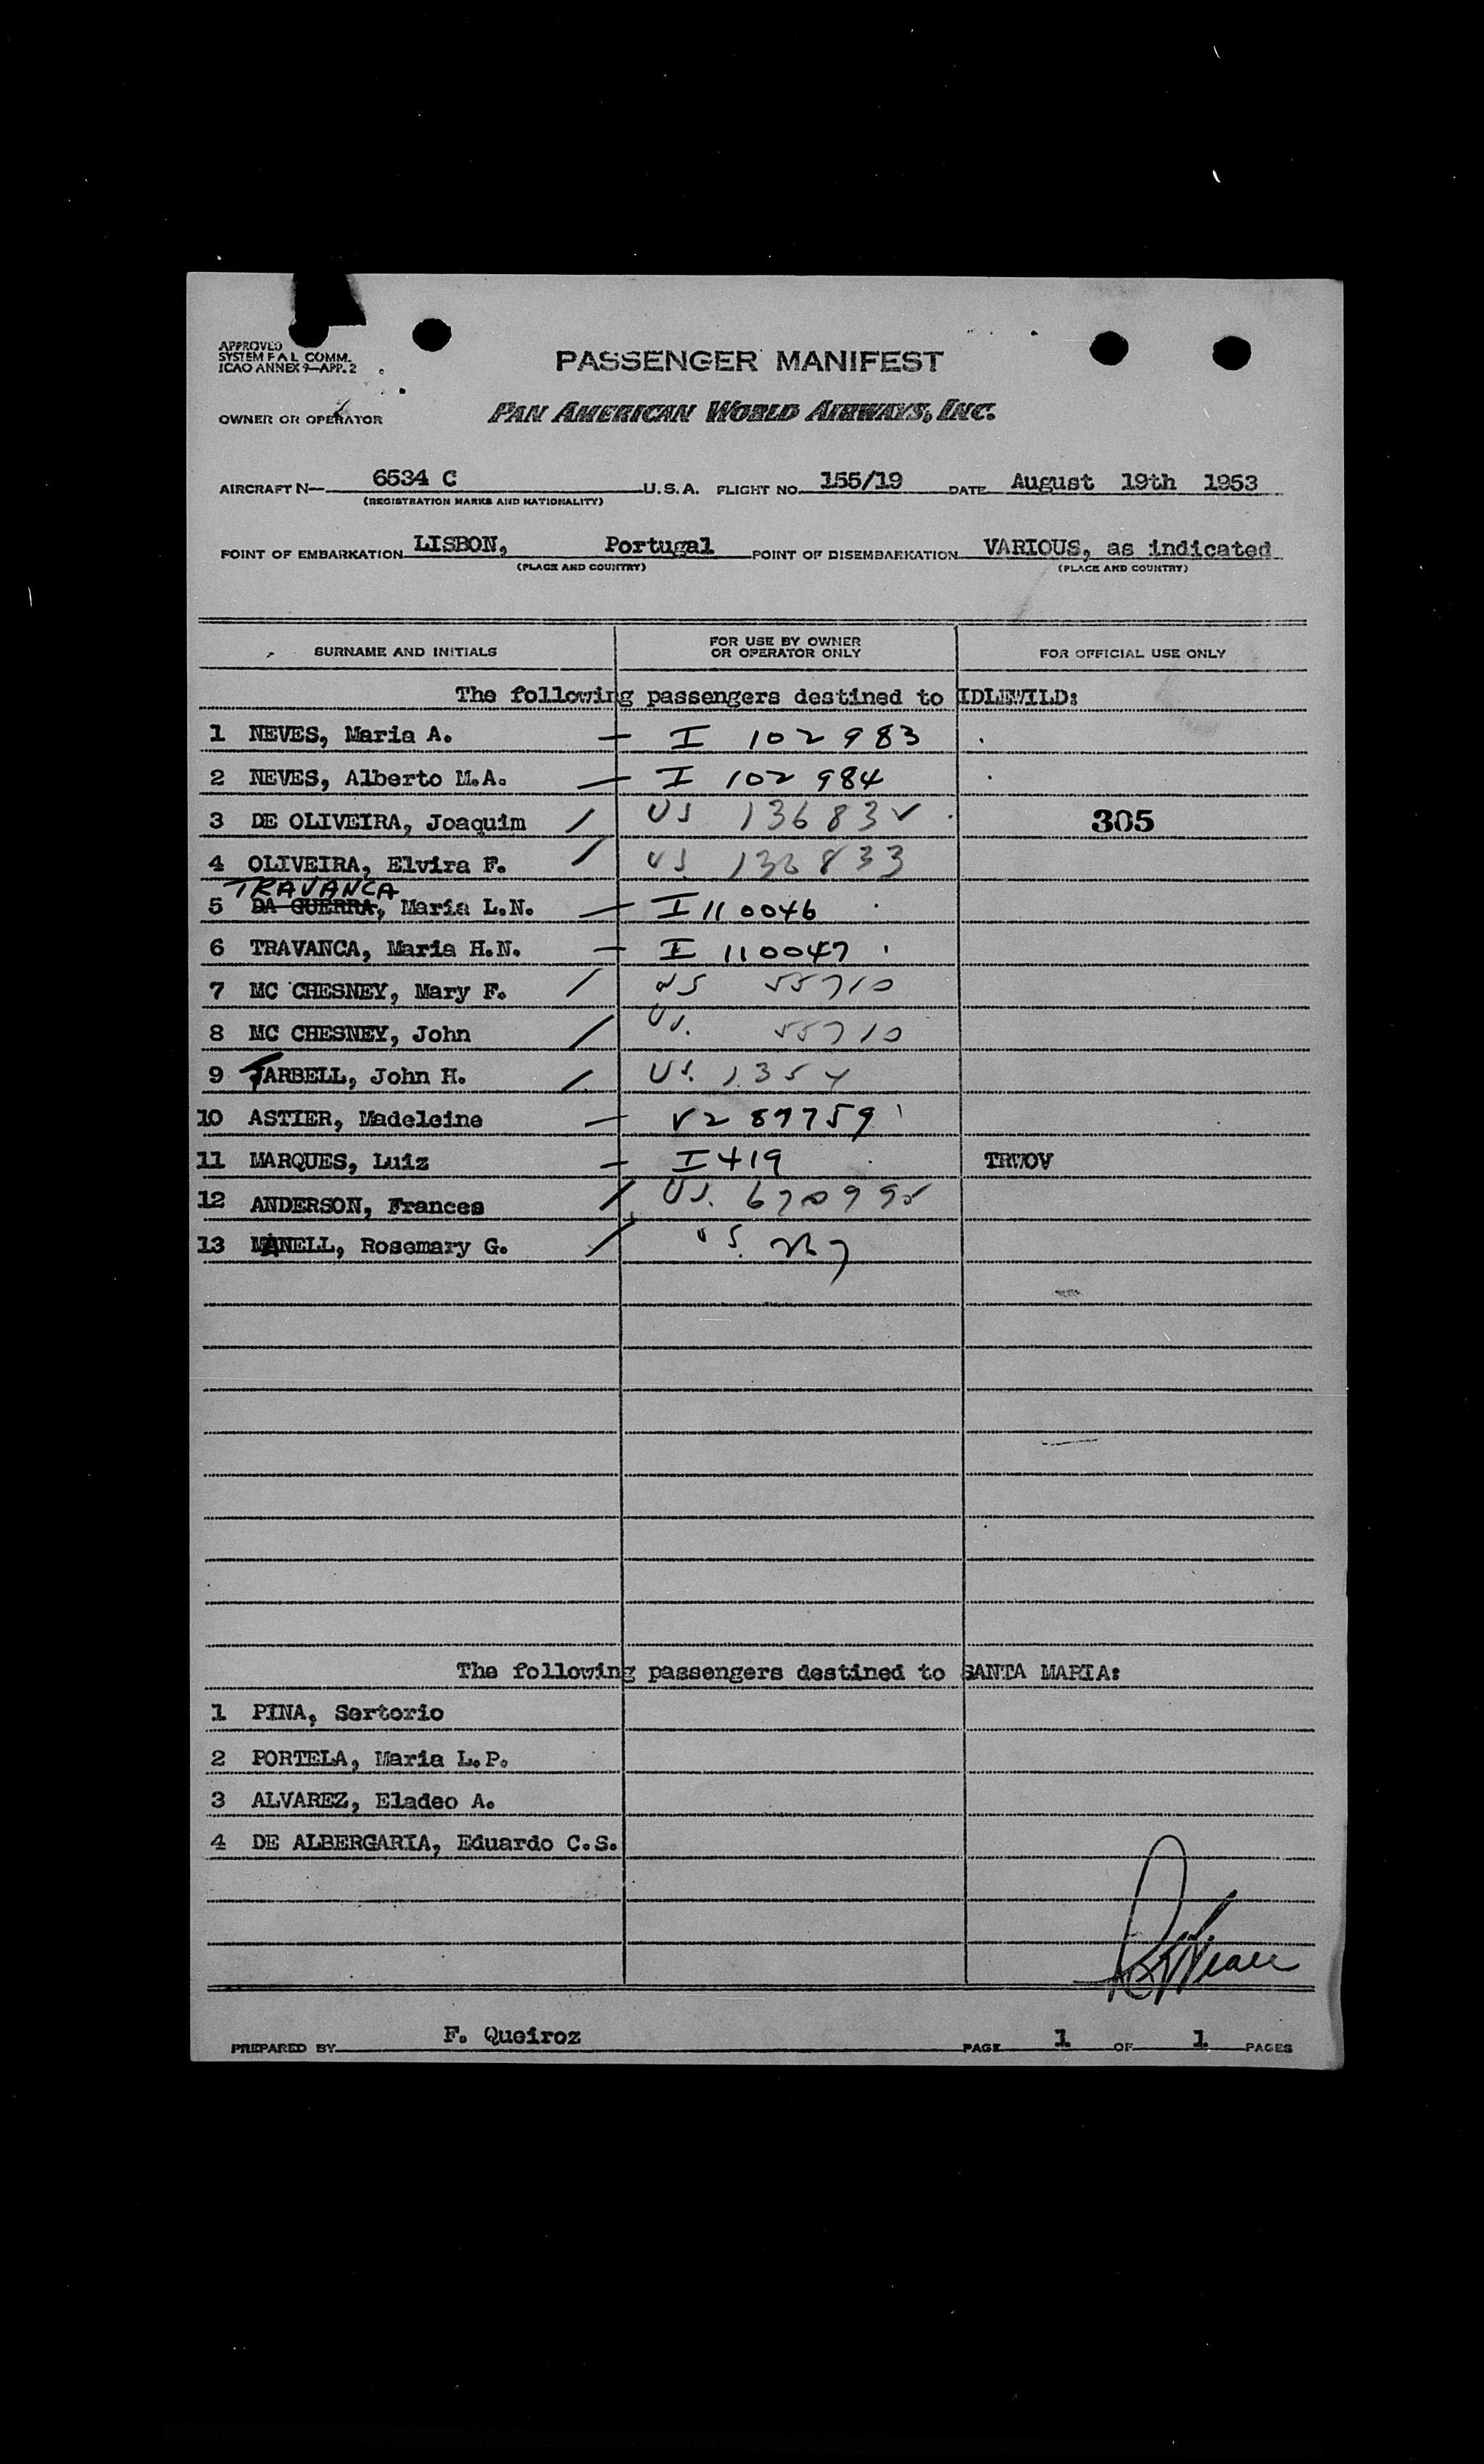 APPROVED
SYSTEM F A L COMM.
ICAO ANNEX 9—APP. 2
PASSENGER MANIFEST
OWNER OR OPERATOR PAN AMERICAN WORLD AIRWAYS, INC.
AIRCRAFT N— 6534 C U.S.A. FLIGHT NO. 155/19 DATE August 19th 1953
(REGISTRATION MARKS AND NATIONALITY)
POINT OF EMBARKATION LISBON, Portugal POINT OF DISEMBARKATION VARIOUS, as indicated
(PLACE AND COUNTRY) (PLACE AND COUNTRY)
SURNAME AND INITIALS FOR USE BY OWNER OR OPERATOR ONLY FOR OFFICIAL USE ONLY
The following passengers destined to IDLEWILD:
1 NEVES, Maria A. — I 102983
2 NEVES, Alberto M.A. — I 102984
3 DE OLIVEIRA, Joaquim / US 136832 305
4 OLIVEIRA, Elvira F. / US 136833
TRAVANCA
5 DA GUERRA, Maria L.N. — I 110046
6 TRAVANCA, Maria H.N. — I 110047
7 MC CHESNEY, Mary F. / US 55710
8 MC CHESNEY, John / US. 55710
9 TARBELL, John H. / US. 1354
10 ASTIER, Madeleine — V289759
11 MARQUES, Luiz — I 419 TRWOV
12 ANDERSON, Frances / US.
13 MANELL, Rosemary G. / US.
The following passengers destined to SANTA MARIA:
1 PINA, Sertorio
2 PORTELA, Maria L.P.
3 ALVAREZ, Eladeo A.
4 DE ALBERGARIA, Eduardo C.S.
PREPARED BY F. Queiroz PAGE 1 OF 1 PAGES